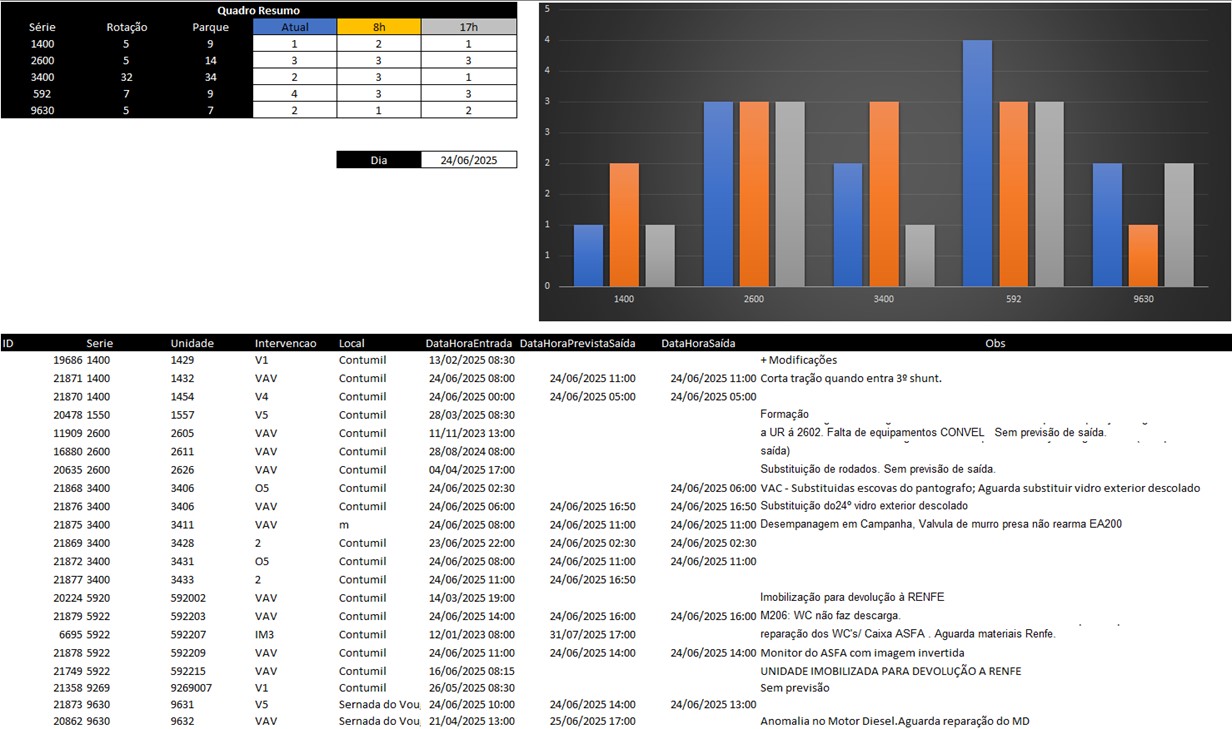 Quadro Resumo
Série Rotação Parque Atual 8h 17h
1400 5 9 1 2 1
2600 5 14 3 3 3
3400 32 34 2 3 1
592 7 9 4 3 3
9630 5 7 2 1 2
Dia 24/06/2025
5
4
4
3
3
2
2
1
1
0
1400 2600 3400 592 9630
ID Serie Unidade Intervencao Local DataHoraEntrada DataHoraPrevistaSaída DataHoraSaída Obs
19686 1400 1429 V1 Contumil 13/02/2025 08:30 + Modificações
21871 1400 1432 VAV Contumil 24/06/2025 08:00 24/06/2025 11:00 24/06/2025 11:00 Corta tração quando entra 3º shunt.
21870 1400 1454 V4 Contumil 24/06/2025 00:00 24/06/2025 05:00 24/06/2025 05:00
20478 1550 1557 V5 Contumil 28/03/2025 08:30 Formação
11909 2600 2605 VAV Contumil 11/11/2023 13:00 a UR á 2602. Falta de equipamentos CONVEL Sem previsão de saída.
16880 2600 2611 VAV Contumil 28/08/2024 08:00 saída)
20635 2600 2626 VAV Contumil 04/04/2025 17:00 Substituição de rodados. Sem previsão de saída.
21868 3400 3406 O5 Contumil 24/06/2025 02:30 24/06/2025 06:00 VAC - Substituidas escovas do pantografo; Aguarda substituir vidro exterior descolado
21876 3400 3406 VAV Contumil 24/06/2025 06:00 24/06/2025 16:50 24/06/2025 16:50 Substituição do24º vidro exterior descolado
21875 3400 3411 VAV m 24/06/2025 08:00 24/06/2025 11:00 24/06/2025 11:00 Desempanagem em Campanha, Valvula de murro presa não rearma EA200
21869 3400 3428 2 Contumil 23/06/2025 22:00 24/06/2025 02:30 24/06/2025 02:30
21872 3400 3431 O5 Contumil 24/06/2025 08:00 24/06/2025 11:00 24/06/2025 11:00
21877 3400 3433 2 Contumil 24/06/2025 11:00 24/06/2025 16:50
20224 5920 592002 VAV Contumil 14/03/2025 19:00 Imobilização para devolução à RENFE
21879 5922 592203 VAV Contumil 24/06/2025 14:00 24/06/2025 16:00 24/06/2025 16:00 M206: WC não faz descarga.
6695 5922 592207 IM3 Contumil 12/01/2023 08:00 31/07/2025 17:00 reparação dos WC's/ Caixa ASFA . Aguarda materiais Renfe.
21878 5922 592209 VAV Contumil 24/06/2025 11:00 24/06/2025 14:00 24/06/2025 14:00 Monitor do ASFA com imagem invertida
21749 5922 592215 VAV Contumil 16/06/2025 08:15 UNIDADE IMOBILIZADA PARA DEVOLUÇÃO A RENFE
21358 9269 9269007 V1 Contumil 26/05/2025 08:30 Sem previsão
21873 9630 9631 V5 Sernada do Vou 24/06/2025 10:00 24/06/2025 14:00 24/06/2025 13:00
20862 9630 9632 VAV Sernada do Vou 21/04/2025 13:00 25/06/2025 17:00 Anomalia no Motor Diesel.Aguarda reparação do MD